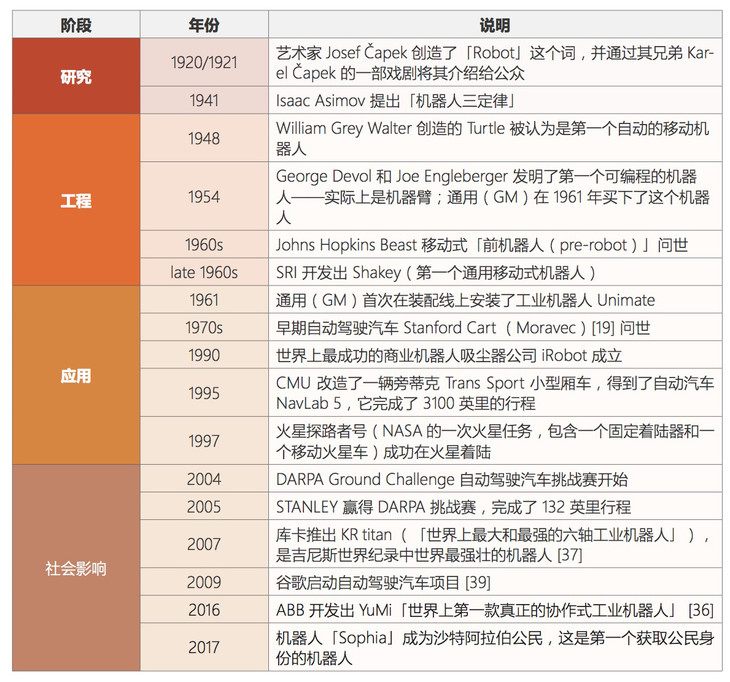 阶段 年份 说明
研究
1920/1921
艺术家 Josef Čapek 创造了「Robot」这个词，并通过其兄弟 Kar-
el Čapek 的一部戏剧将其介绍给公众
1941
Isaac Asimov 提出「机器人三定律」
工程
1948
William Grey Walter 创造的 Turtle 被认为是第一个自动的移动机
器人
1954
George Devol 和 Joe Engleberger 发明了第一个可编程的机器
人——实际上是机器臂；通用（GM）在 1961 年买下了这个机器
人
1960s
Johns Hopkins Beast 移动式「前机器人（pre-robot）」问世
late 1960s
SRI 开发出 Shakey（第一个通用移动式机器人）
应用
1961
通用（GM）首次在装配线上安装了工业机器人 Unimate
1970s
早期自动驾驶汽车 Stanford Cart （Moravec）[19] 问世
1990
世界上最成功的商业机器人吸尘器公司 iRobot 成立
1995
CMU 改造了一辆旁蒂克 Trans Sport 小型厢车，得到了自动汽车
NavLab 5，它完成了 3100 英里的行程
1997
火星探路者号（NASA 的一次火星任务，包含一个固定着陆器和一
个移动火星车）成功在火星着陆
社会影响
2004
DARPA Ground Challenge 自动驾驶汽车挑战赛开始
2005
STANLEY 赢得 DARPA 挑战赛，完成了 132 英里行程
2007
库卡推出 KR titan（ 「世界上最大和最强的六轴工业机器人」 ），
是吉尼斯世界纪录中世界最强壮的机器人 [37]
2009
谷歌启动自动驾驶汽车项目 [39]
2016
ABB 开发出 YuMi「世界上第一款真正的协作式工业机器人」 [36]
2017
机器人「Sophia」成为沙特阿拉伯公民，这是第一个获取公民身
份的机器人